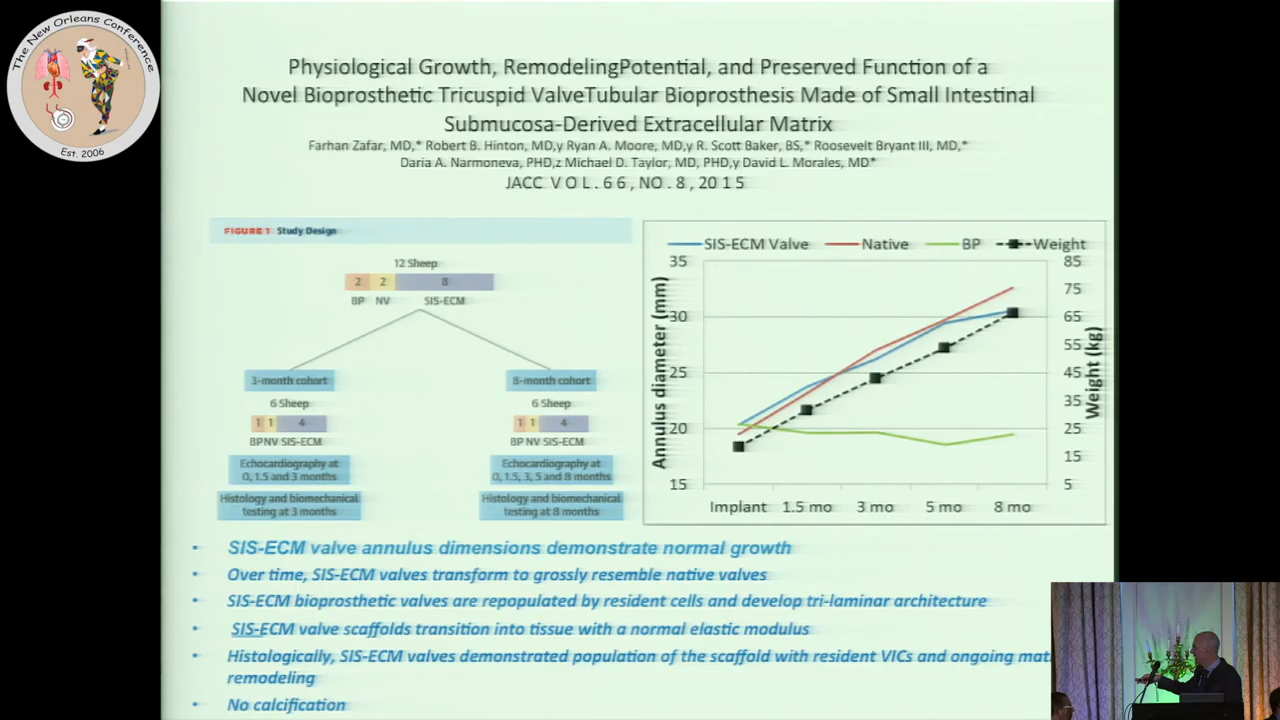 The New Orleans Conference
Est. 2006
Physiological Growth, RemodelingPotential, and Preserved Function of a
Novel Bioprosthetic Tricuspid ValveTubular Bioprosthesis Made of Small Intestinal
Submucosa-Derived Extracellular Matrix
Farhan Zafar, MD,* Robert B. Hinton, MD,y Ryan A. Moore, MD,y R. Scott Baker, BS,* Roosevelt Bryant III, MD,*
Daria A. Narmoneva, PHD,z Michael D. Taylor, MD, PHD,y David L. Morales, MD*
JACC V O L . 6 6 , NO . 8 , 2 0 1 5
FIGURE 1 Study Design
12 Sheep
2 2 8
BP NV SIS-ECM
3-month cohort
6 Sheep
1 1 4
BP NV SIS-ECM
Echocardiography at
0, 1.5 and 3 months
Histology and biomechanical
testing at 3 months
8-month cohort
6 Sheep
1 1 4
BP NV SIS-ECM
Echocardiography at
0, 1.5, 3, 5 and 8 months
Histology and biomechanical
testing at 8 months
SIS-ECM Valve Native BP Weight
Annulus diameter (mm)
35
30
25
20
15
85
75
65
55
45
35
25
15
5
Weight (kg)
Implant 1.5 mo 3 mo 5 mo 8 mo
• SIS-ECM valve annulus dimensions demonstrate normal growth
• Over time, SIS-ECM valves transform to grossly resemble native valves
• SIS-ECM bioprosthetic valves are repopulated by resident cells and develop tri-laminar architecture
• SIS-ECM valve scaffolds transition into tissue with a normal elastic modulus
• Histologically, SIS-ECM valves demonstrated population of the scaffold with resident VICs and ongoing
remodeling
• No calcification